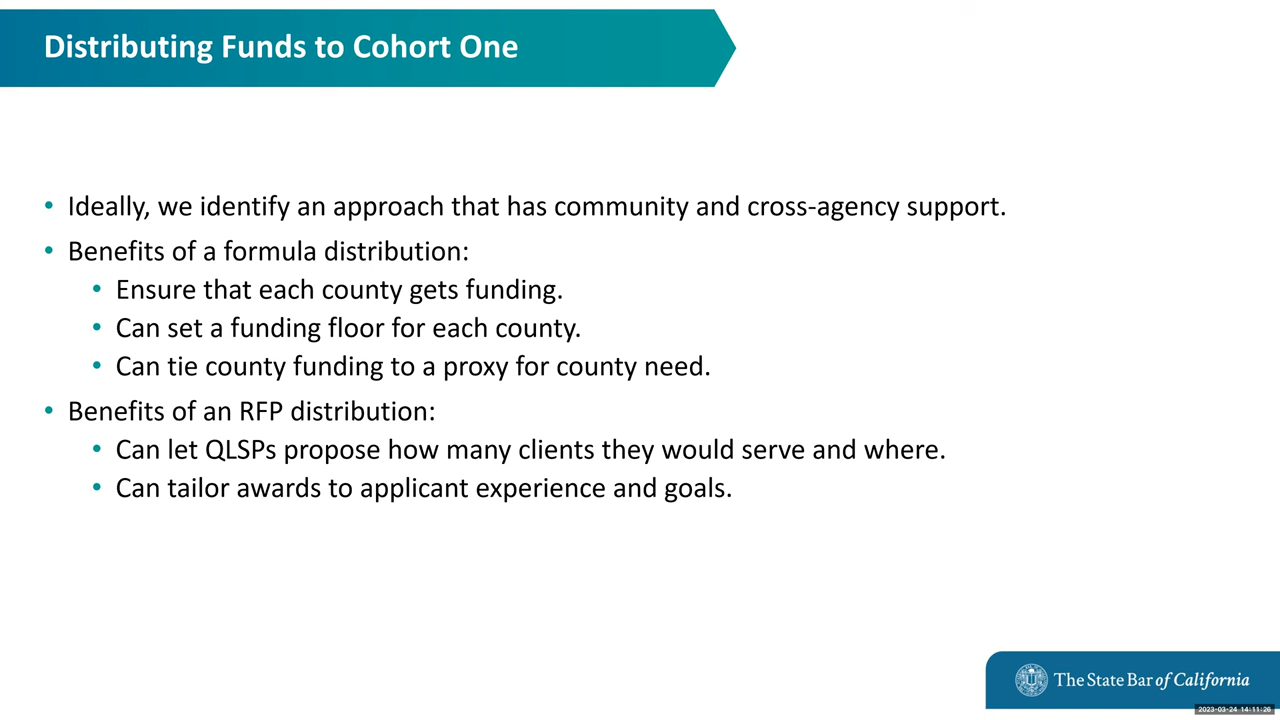 Distributing Funds to Cohort One
• Ideally, we identify an approach that has community and cross-agency support.
• Benefits of a formula distribution:
• Ensure that each county gets funding.
• Can set a funding floor for each county.
• Can tie county funding to a proxy for county need.
• Benefits of an RFP distribution:
• Can let QLSPs propose how many clients they would serve and where.
• Can tailor awards to applicant experience and goals.
The State Bar of California
2023-03-24 14:11:26